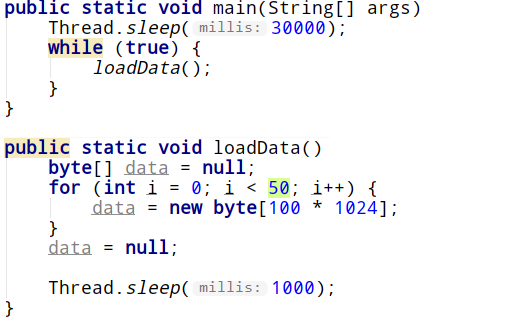 public static void main(String[] args)
Thread.sleep( millis: 30000);
while (true) {
loadData();
}
}
public static void loadData()
byte[] data = null;
for (int i = 0; i < 50; i++) {
data = new byte[100 * 1024];
}
data = null;
Thread.sleep( millis: 1000);
}